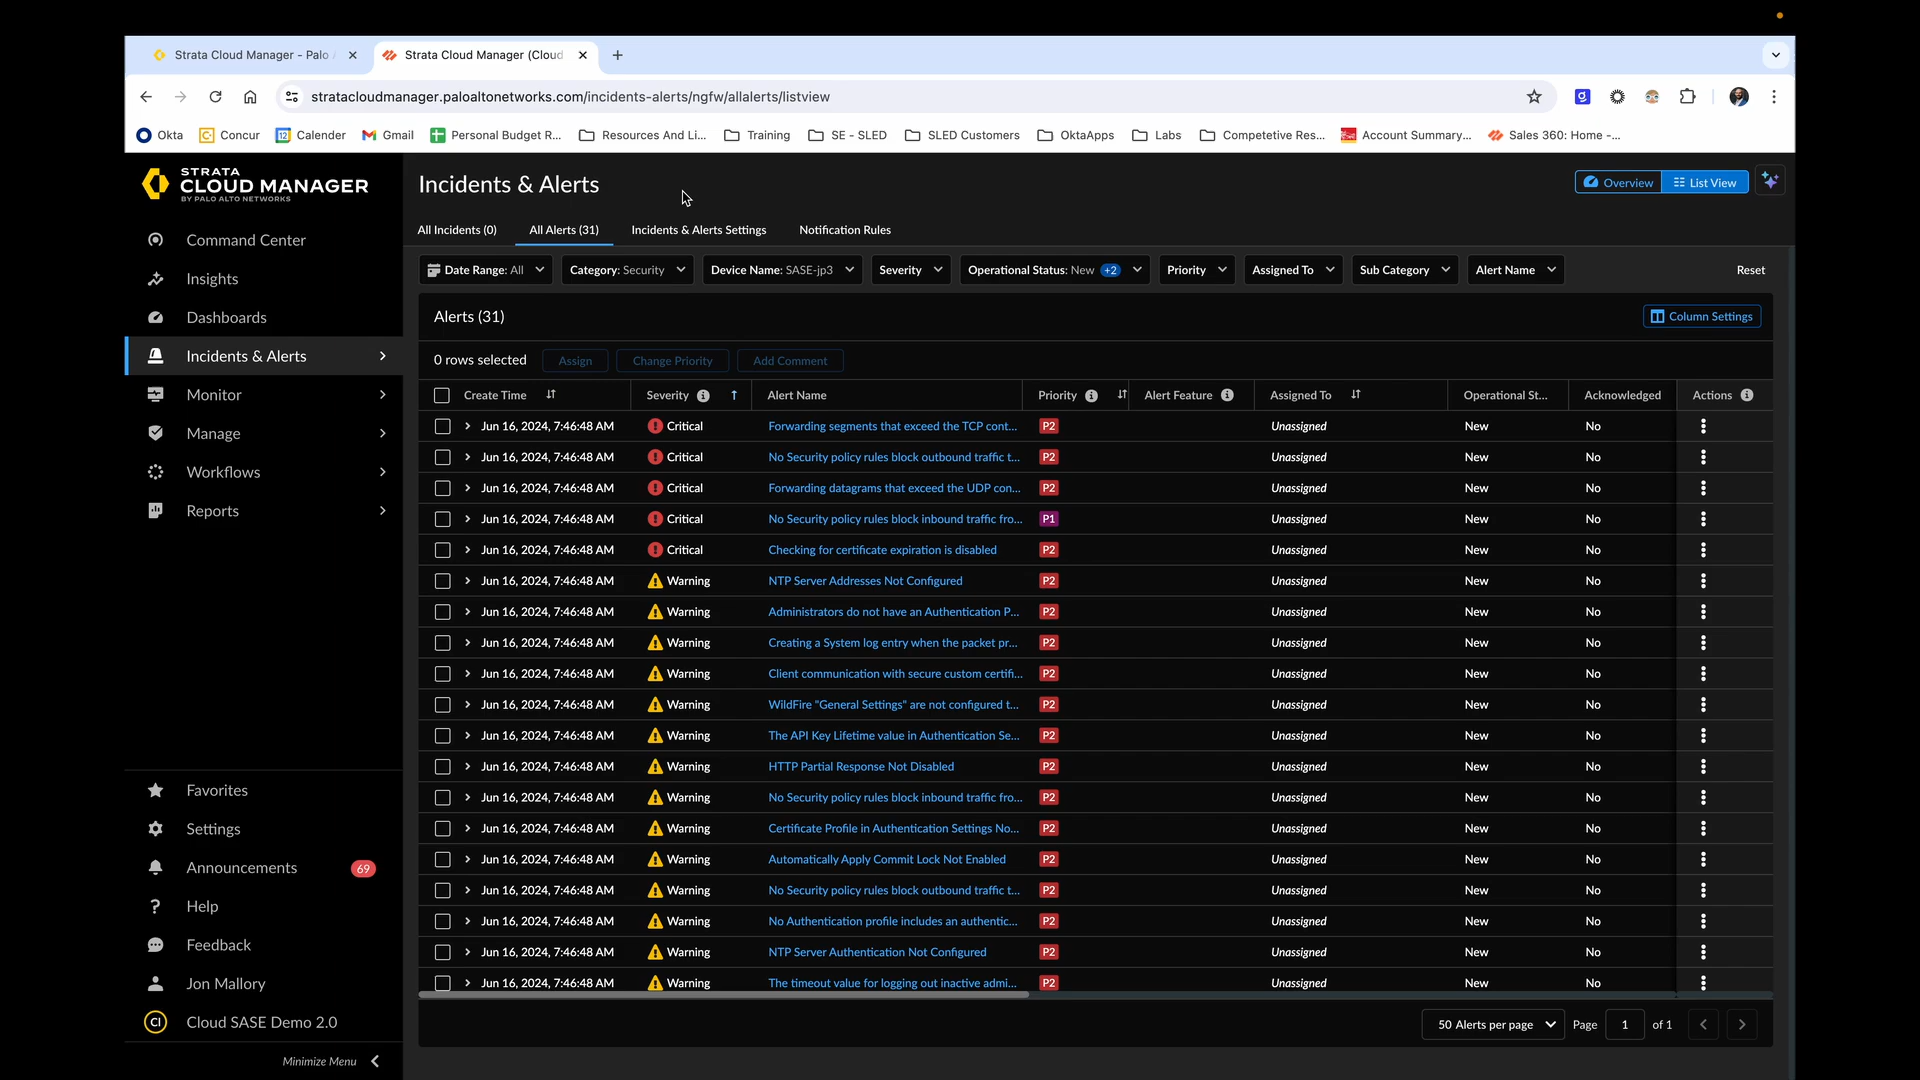 Strata Cloud Manager - Palo
Strata Cloud Manager (Cloud
stratacloudmanager.paloaltonetworks.com/incidents-alerts/ngfw/allalerts/listview
Okta Concur Calender Gmail Personal Budget R... Resources And Li... Training SE - SLED SLED Customers OktaApps Labs Competetive Res... Account Summary... Sales 360: Home -...
STRATA
CLOUD MANAGER
BY PALO ALTO NETWORKS
Command Center
Insights
Dashboards
Incidents & Alerts
Monitor
Manage
Workflows
Reports
Favorites
Settings
Announcements 69
Help
Feedback
Jon Mallory
CI Cloud SASE Demo 2.0
Minimize Menu
Incidents & Alerts
Overview List View
All Incidents (0) All Alerts (31) Incidents & Alerts Settings Notification Rules
Date Range: All Category: Security Device Name: SASE-jp3 Severity Operational Status: New +2 Priority Assigned To Sub Category Alert Name Reset
Alerts (31) Column Settings
0 rows selected Assign Change Priority Add Comment
Create Time Severity Alert Name Priority Alert Feature Assigned To Operational St... Acknowledged Actions
Jun 16, 2024, 7:46:48 AM Critical Forwarding segments that exceed the TCP cont... P2 Unassigned New No
Jun 16, 2024, 7:46:48 AM Critical No Security policy rules block outbound traffic t... P2 Unassigned New No
Jun 16, 2024, 7:46:48 AM Critical Forwarding datagrams that exceed the UDP con... P2 Unassigned New No
Jun 16, 2024, 7:46:48 AM Critical No Security policy rules block inbound traffic fro... P1 Unassigned New No
Jun 16, 2024, 7:46:48 AM Critical Checking for certificate expiration is disabled P2 Unassigned New No
Jun 16, 2024, 7:46:48 AM Warning NTP Server Addresses Not Configured P2 Unassigned New No
Jun 16, 2024, 7:46:48 AM Warning Administrators do not have an Authentication P... P2 Unassigned New No
Jun 16, 2024, 7:46:48 AM Warning Creating a System log entry when the packet pr... P2 Unassigned New No
Jun 16, 2024, 7:46:48 AM Warning Client communication with secure custom certifi... P2 Unassigned New No
Jun 16, 2024, 7:46:48 AM Warning WildFire "General Settings" are not configured t... P2 Unassigned New No
Jun 16, 2024, 7:46:48 AM Warning The API Key Lifetime value in Authentication Se... P2 Unassigned New No
Jun 16, 2024, 7:46:48 AM Warning HTTP Partial Response Not Disabled P2 Unassigned New No
Jun 16, 2024, 7:46:48 AM Warning No Security policy rules block inbound traffic fro... P2 Unassigned New No
Jun 16, 2024, 7:46:48 AM Warning Certificate Profile in Authentication Settings No... P2 Unassigned New No
Jun 16, 2024, 7:46:48 AM Warning Automatically Apply Commit Lock Not Enabled P2 Unassigned New No
Jun 16, 2024, 7:46:48 AM Warning No Security policy rules block outbound traffic t... P2 Unassigned New No
Jun 16, 2024, 7:46:48 AM Warning No Authentication profile includes an authentic... P2 Unassigned New No
Jun 16, 2024, 7:46:48 AM Warning NTP Server Authentication Not Configured P2 Unassigned New No
Jun 16, 2024, 7:46:48 AM Warning The timeout value for logging out inactive admi... P2 Unassigned New No
50 Alerts per page Page 1 of 1